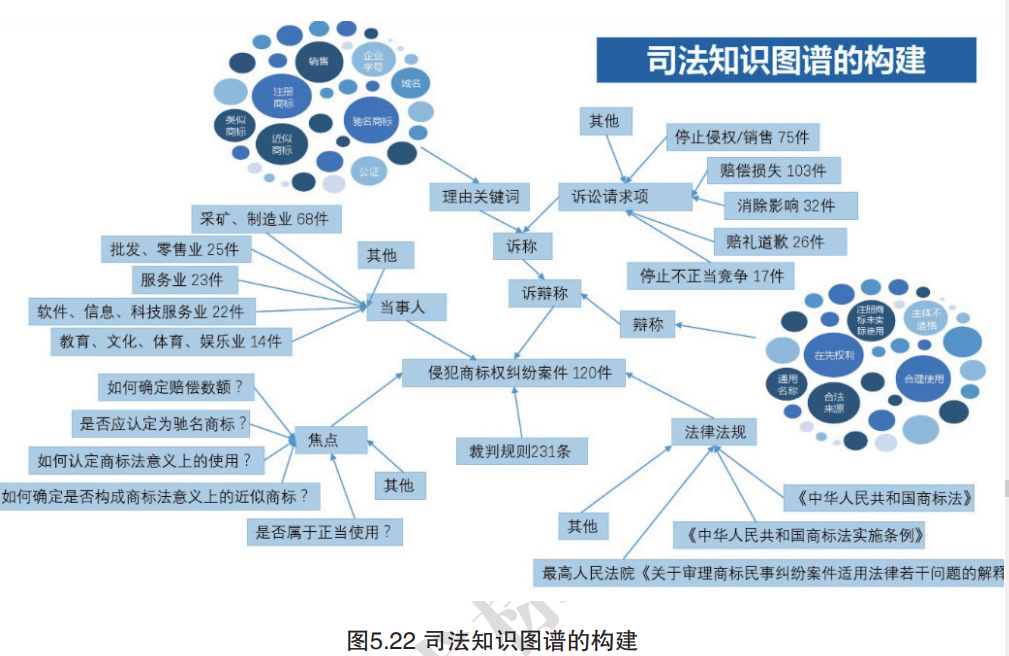 司法知识图谱的构建
销售
企业
字号
域名
注册
商标
驰名商标
类似
商标
近似
商标
公证
其他
停止侵权/销售 75件
赔偿损失 103件
消除影响 32件
赔礼道歉 26件
停止不正当竞争 17件
理由关键词
诉讼请求项
诉称
诉辩称
辩称
采矿、制造业 68件
批发、零售业 25件
服务业 23件
软件、信息、科技服务业 22件
教育、文化、体育、娱乐业 14件
其他
当事人
注册商
标未实
际使用
主体不
适格
在先权利
合理使用
通用
名称
合法
来源
侵犯商标权纠纷案件 120件
如何确定赔偿数额？
是否应认定为驰名商标？
如何认定商标法意义上的使用？
如何确定是否构成商标法意义上的近似商标？
是否属于正当使用？
焦点
其他
裁判规则231条
法律法规
其他
《中华人民共和国商标法》
《中华人民共和国商标法实施条例》
最高人民法院《关于审理商标民事纠纷案件适用法律若干问题的解释
图5.22 司法知识图谱的构建